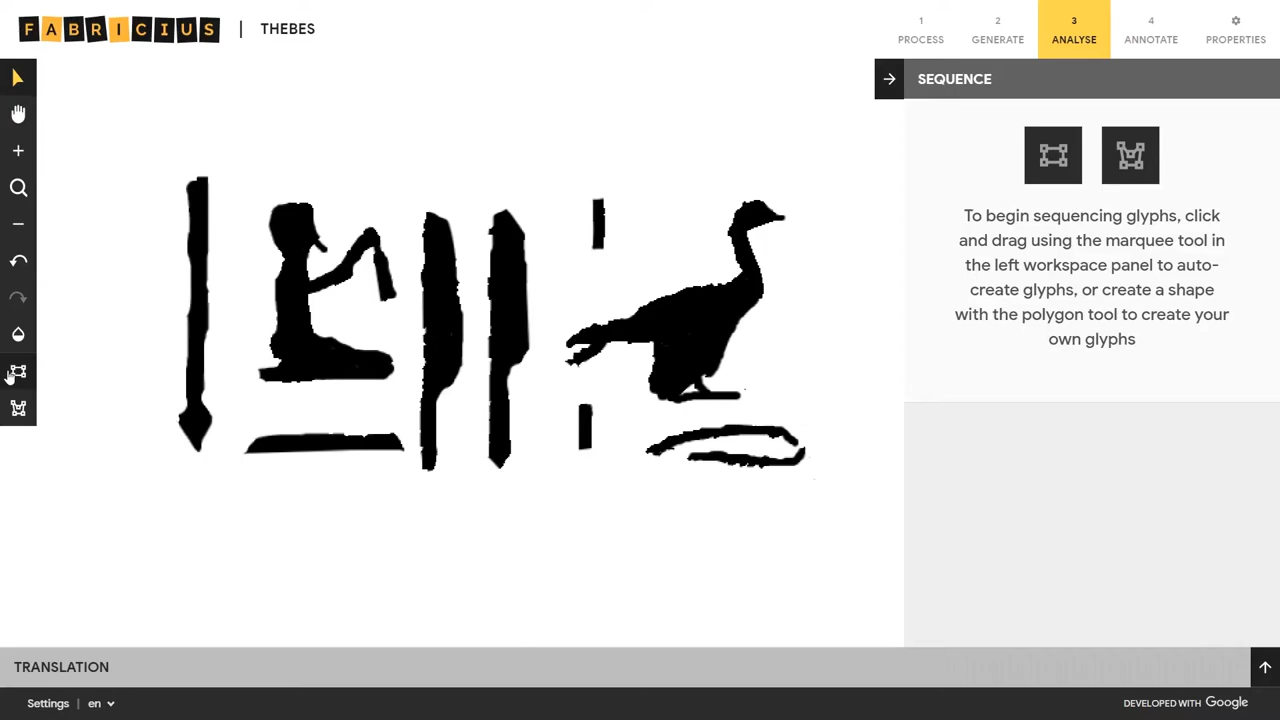 FABRICIUS | THEBES
1 PROCESS
2 GENERATE
3 ANALYSE
4 ANNOTATE
PROPERTIES
SEQUENCE
To begin sequencing glyphs, click
and drag using the marquee tool in
the left workspace panel to auto-
create glyphs, or create a shape
with the polygon tool to create your
own glyphs
TRANSLATION
Settings | en
DEVELOPED WITH Google